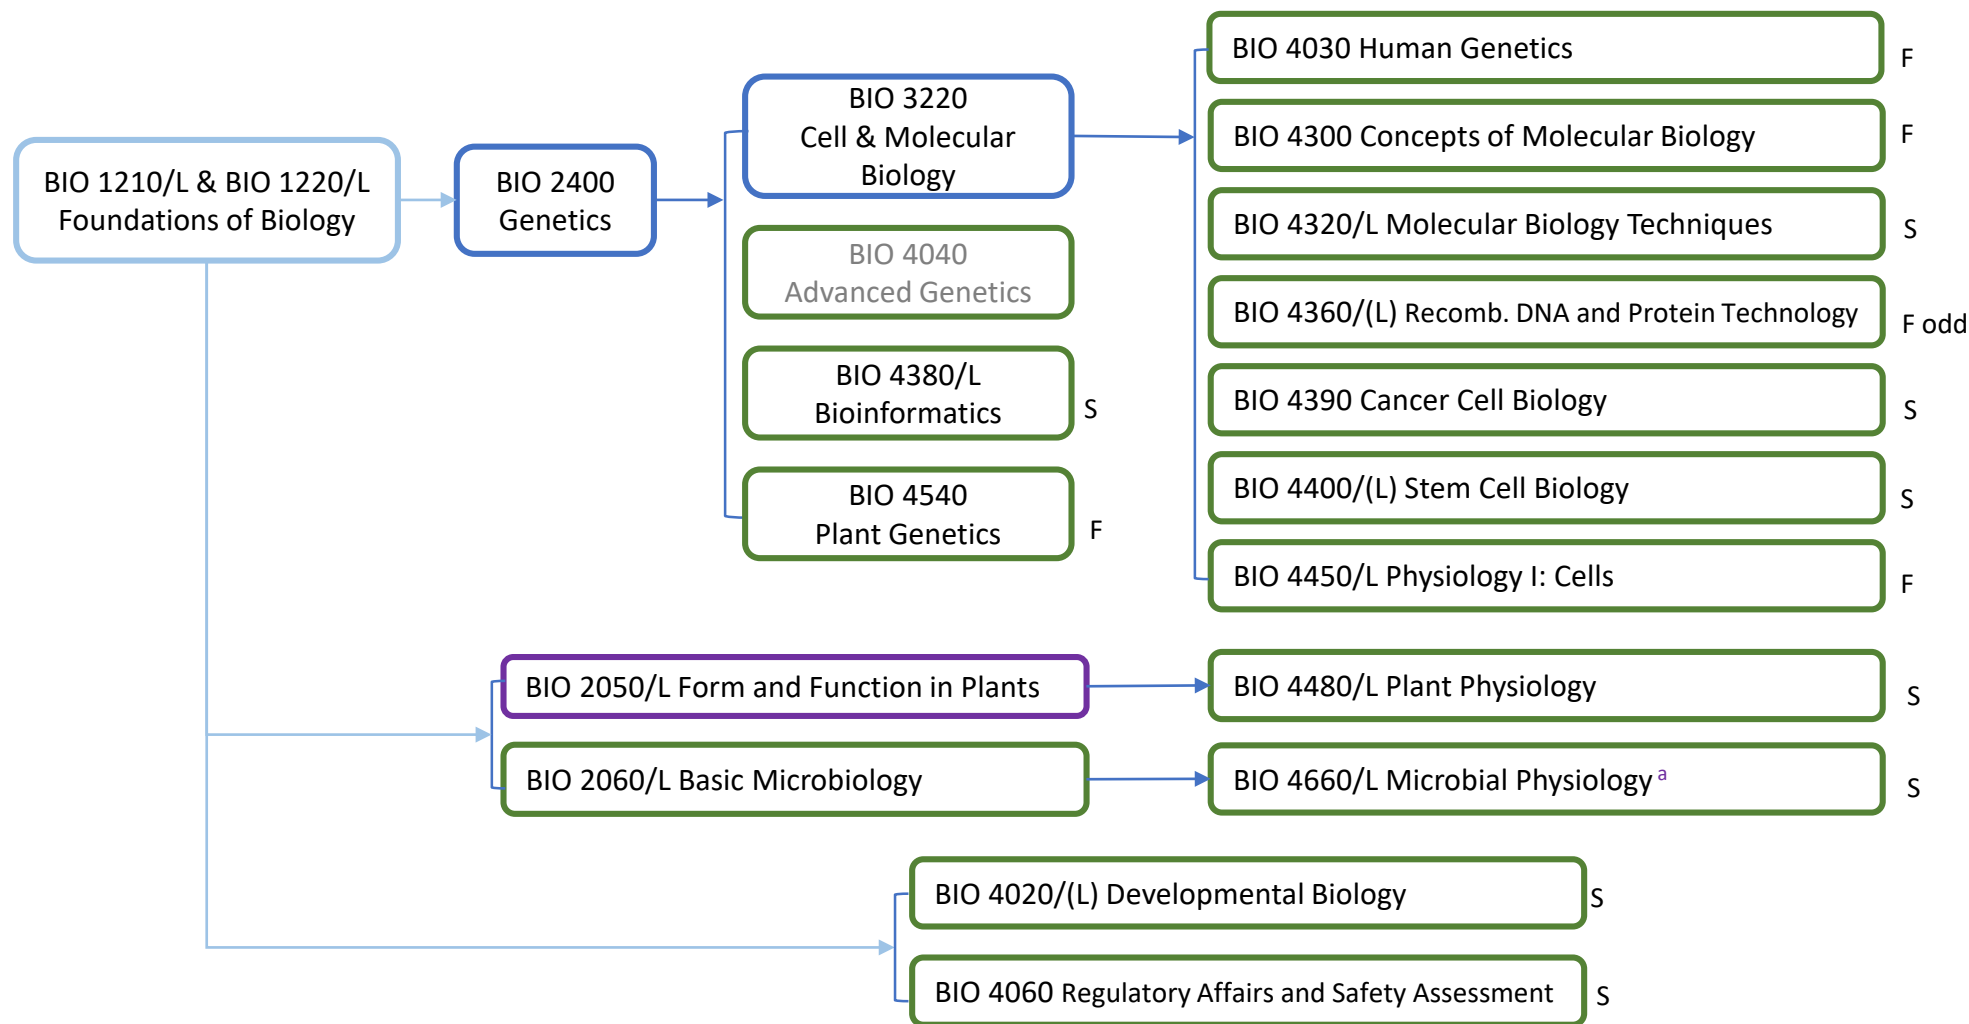 BIO 1210/L & BIO 1220/L
Foundations of Biology
BIO 2400
Genetics
BIO 3220
Cell & Molecular
Biology
BIO 4040
Advanced Genetics
BIO 4380/L
Bioinformatics
S
BIO 4540
Plant Genetics
F
BIO 4030 Human Genetics
F
BIO 4300 Concepts of Molecular Biology
F
BIO 4320/L Molecular Biology Techniques
S
BIO 4360/(L) Recomb. DNA and Protein Technology
F odd
BIO 4390 Cancer Cell Biology
S
BIO 4400/(L) Stem Cell Biology
S
BIO 4450/L Physiology I: Cells
F
BIO 2050/L Form and Function in Plants
BIO 4480/L Plant Physiology
S
BIO 2060/L Basic Microbiology
BIO 4660/L Microbial Physiology a
S
BIO 4020/(L) Developmental Biology
S
BIO 4060 Regulatory Affairs and Safety Assessment
S